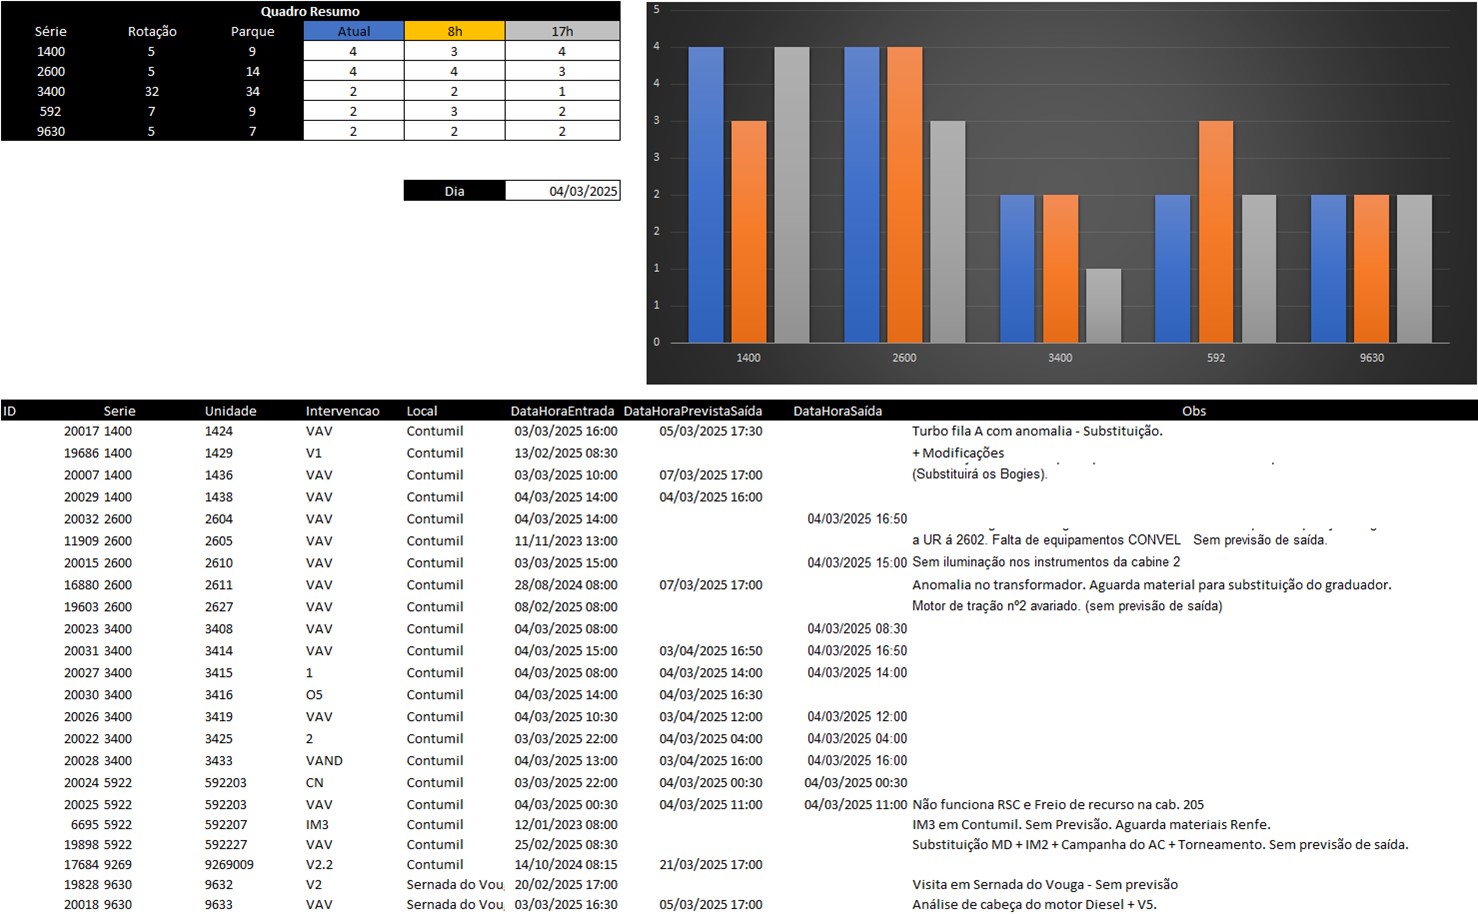 Quadro Resumo
Série Rotação Parque Atual 8h 17h
1400 5 9 4 3 4
2600 5 14 4 4 3
3400 32 34 2 2 1
592 7 9 2 3 2
9630 5 7 2 2 2
Dia 04/03/2025
5
4
4
3
3
2
2
1
1
0
1400 2600 3400 592 9630
ID Serie Unidade Intervencao Local DataHoraEntrada DataHoraPrevistaSaída DataHoraSaída Obs
20017 1400 1424 VAV Contumil 03/03/2025 16:00 05/03/2025 17:30 Turbo fila A com anomalia - Substituição.
19686 1400 1429 V1 Contumil 13/02/2025 08:30 + Modificações
20007 1400 1436 VAV Contumil 03/03/2025 10:00 07/03/2025 17:00 (Substituirá os Bogies).
20029 1400 1438 VAV Contumil 04/03/2025 14:00 04/03/2025 16:00
20032 2600 2604 VAV Contumil 04/03/2025 14:00 04/03/2025 16:50
11909 2600 2605 VAV Contumil 11/11/2023 13:00 a UR á 2602. Falta de equipamentos CONVEL Sem previsão de saída.
20015 2600 2610 VAV Contumil 03/03/2025 15:00 04/03/2025 15:00 Sem iluminação nos instrumentos da cabine 2
16880 2600 2611 VAV Contumil 28/08/2024 08:00 07/03/2025 17:00 Anomalia no transformador. Aguarda material para substituição do graduador.
19603 2600 2627 VAV Contumil 08/02/2025 08:00 Motor de tração nº2 avariado. (sem previsão de saída)
20023 3400 3408 VAV Contumil 04/03/2025 08:00 04/03/2025 08:30
20031 3400 3414 VAV Contumil 04/03/2025 15:00 03/04/2025 16:50 04/03/2025 16:50
20027 3400 3415 1 Contumil 04/03/2025 08:00 04/03/2025 14:00 04/03/2025 14:00
20030 3400 3416 O5 Contumil 04/03/2025 14:00 04/03/2025 16:30
20026 3400 3419 VAV Contumil 04/03/2025 10:30 03/04/2025 12:00 04/03/2025 12:00
20022 3400 3425 2 Contumil 03/03/2025 22:00 04/03/2025 04:00 04/03/2025 04:00
20028 3400 3433 VAND Contumil 04/03/2025 13:00 03/04/2025 16:00 04/03/2025 16:00
20024 5922 592203 CN Contumil 03/03/2025 22:00 04/03/2025 00:30 04/03/2025 00:30
20025 5922 592203 VAV Contumil 04/03/2025 00:30 04/03/2025 11:00 04/03/2025 11:00 Não funciona RSC e Freio de recurso na cab. 205
6695 5922 592207 IM3 Contumil 12/01/2023 08:00 IM3 em Contumil. Sem Previsão. Aguarda materiais Renfe.
19898 5922 592227 VAV Contumil 25/02/2025 08:30 Substituição MD + IM2 + Campanha do AC + Torneamento. Sem previsão de saída.
17684 9269 9269009 V2.2 Contumil 14/10/2024 08:15 21/03/2025 17:00
19828 9630 9632 V2 Sernada do Voug 20/02/2025 17:00 Visita em Sernada do Vouga - Sem previsão
20018 9630 9633 VAV Sernada do Voug 03/03/2025 16:30 05/03/2025 17:00 Análise de cabeça do motor Diesel + V5.